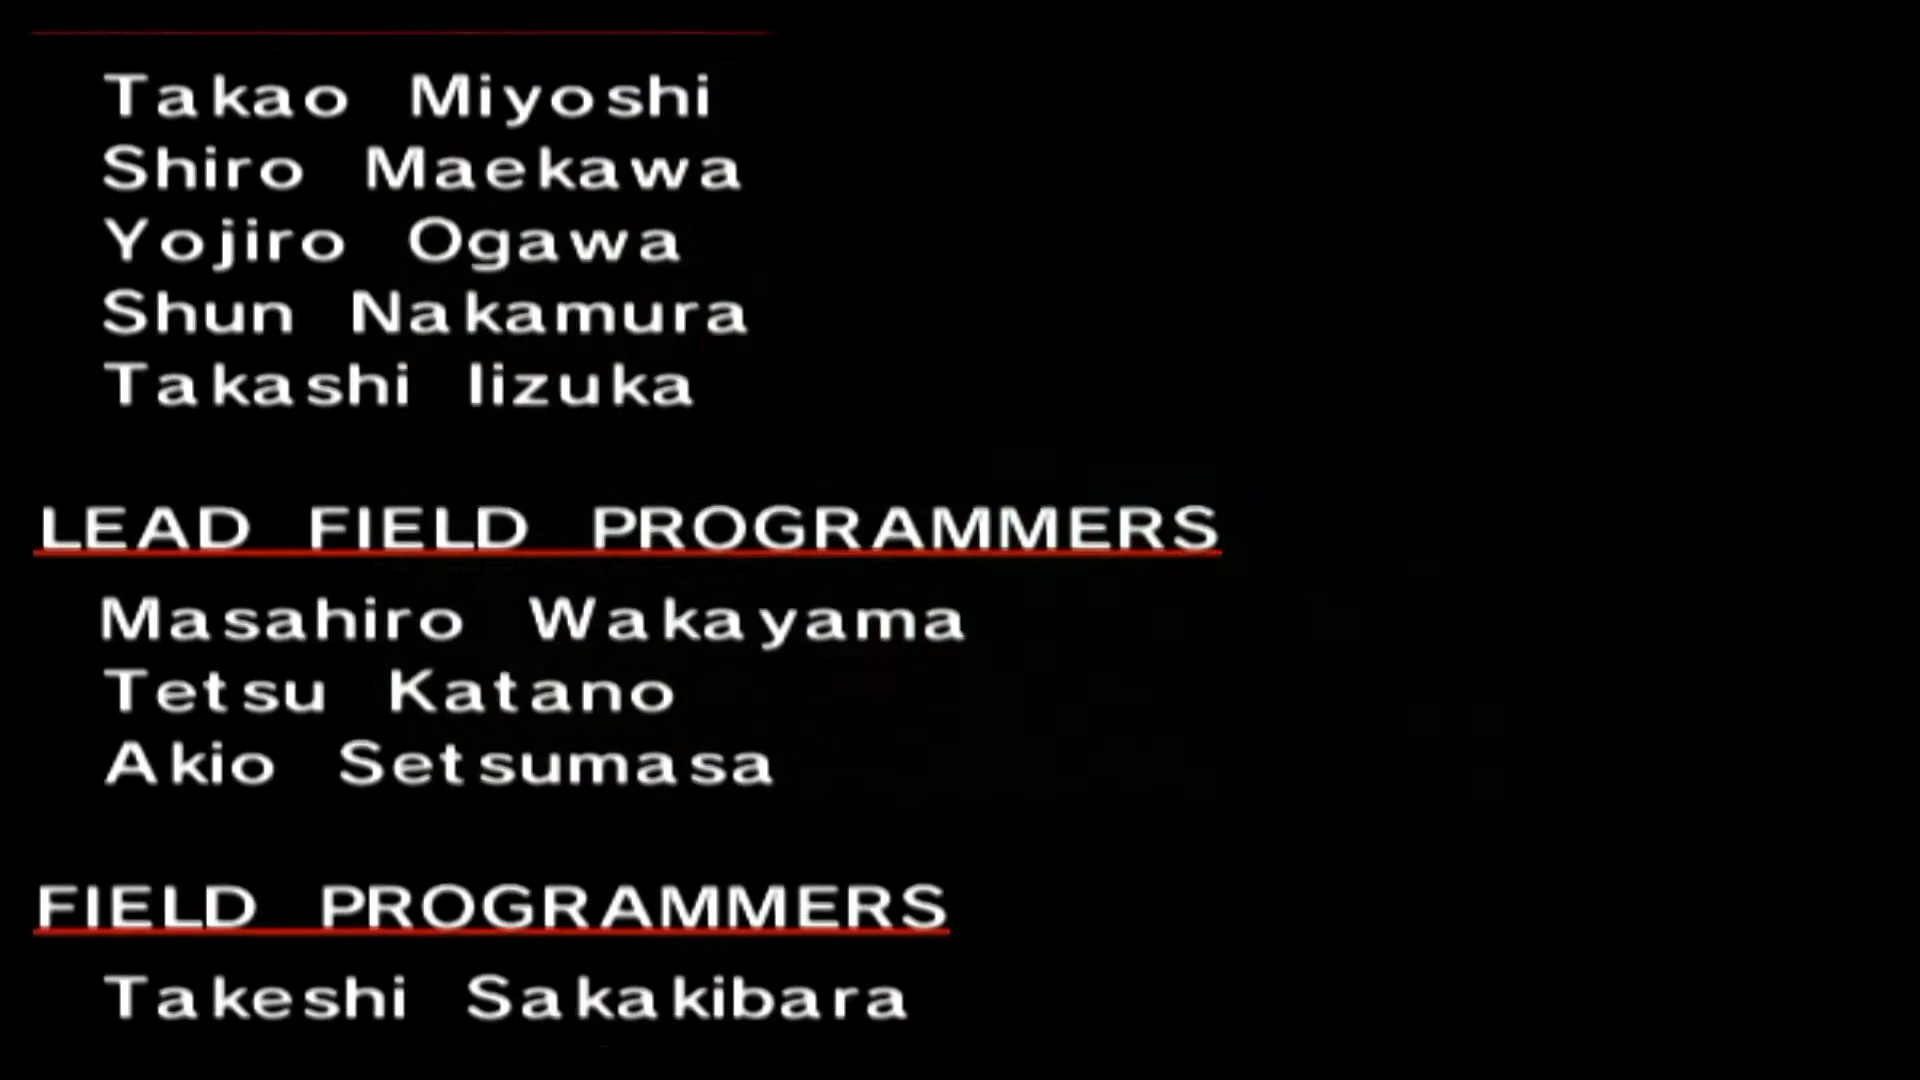 Takao Miyoshi
Shiro Maekawa
Yojiro Ogawa
Shun Nakamura
Takashi Iizuka
LEAD FIELD PROGRAMMERS
Masahiro Wakayama
Tetsu Katano
Akio Setsumasa
FIELD PROGRAMMERS
Takeshi Sakakibara